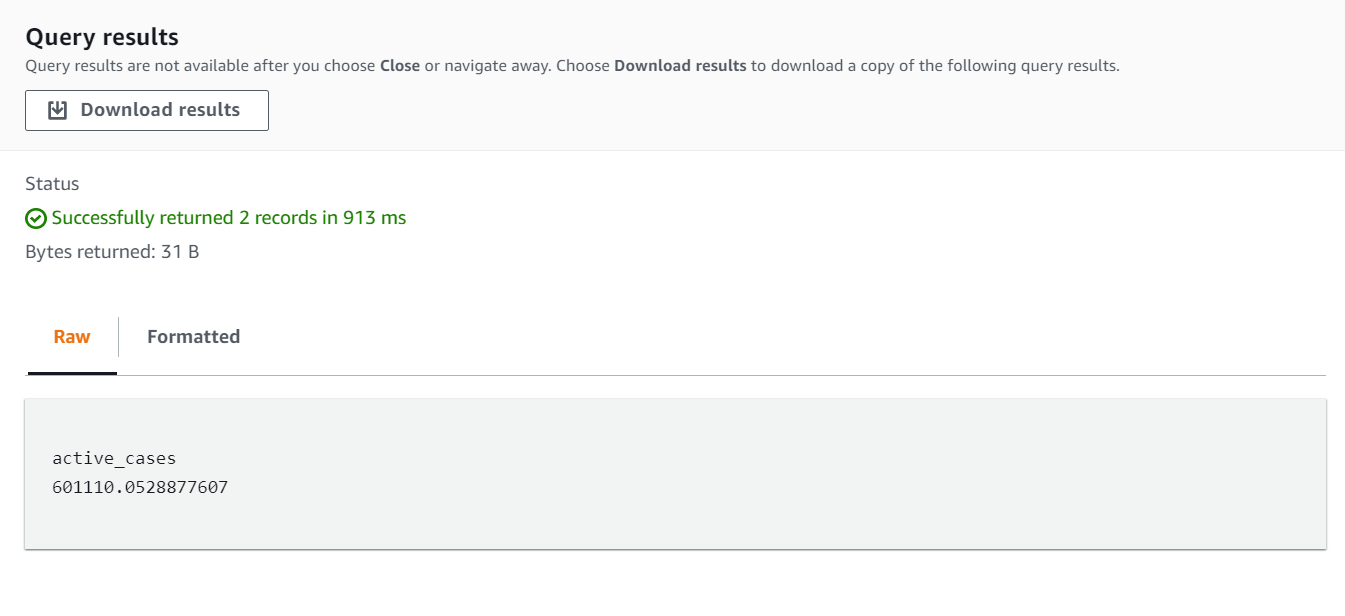 Query results
Query results are not available after you choose Close or navigate away. Choose Download results to download a copy of the following query results.
Download results
Status
Successfully returned 2 records in 913 ms
Bytes returned: 31 B
Raw
Formatted
active_cases
601110.0528877607